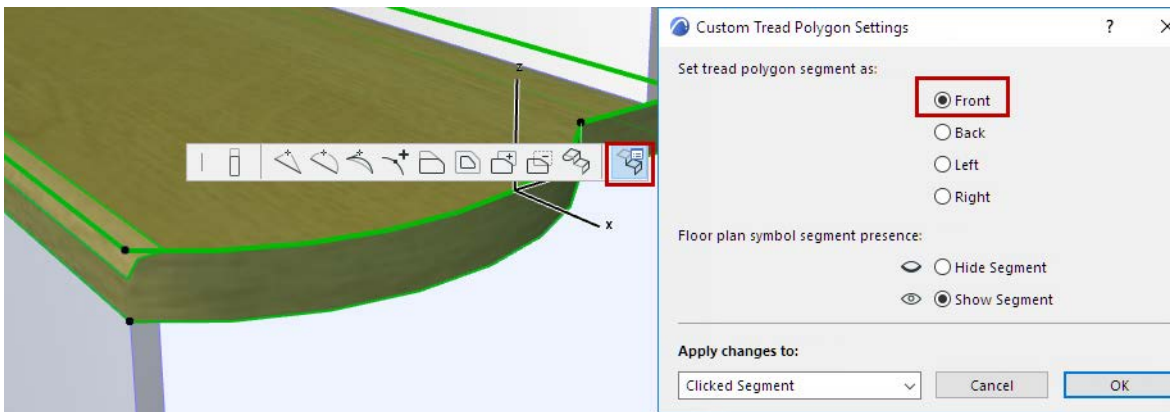 Custom Tread Polygon Settings
?
Set tread polygon segment as:
Front
Back
Left
Right
Floor plan symbol segment presence:
Hide Segment
Show Segment
Apply changes to:
Clicked Segment
Cancel
OK
z
x